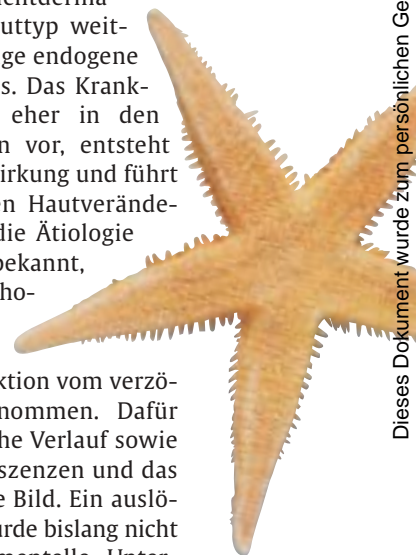 uttyp weit-
ge endogene
s. Das Krank-
eher in den
n vor, entsteht
irkung und führt
en Hautverände-
die Ätiologie
bekannt,
ho-
ktion vom verzö-
nommen. Dafür
he Verlauf sowie
szenzen und das
e Bild. Ein auslö-
urde bislang nicht
Dieses Dokument wurde zum persönlichen Ge